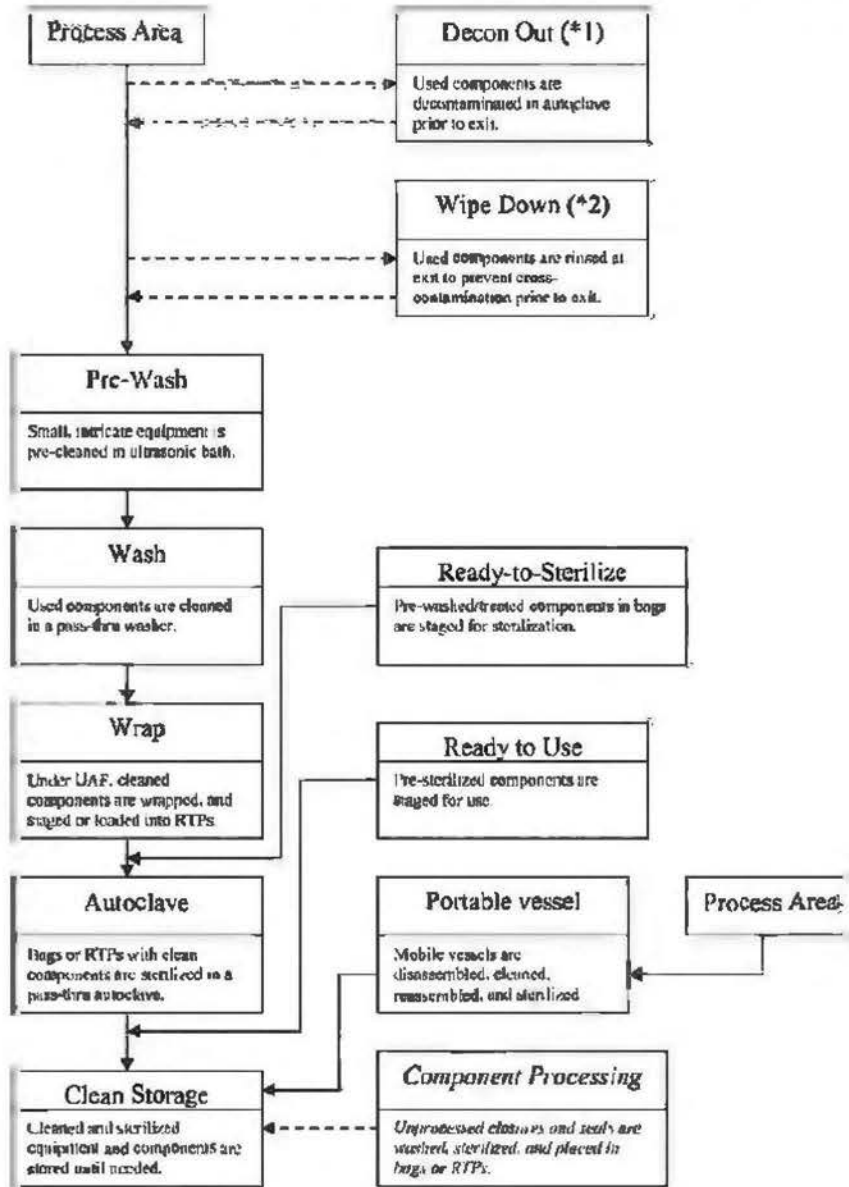 Process Area
Decon Out (*1)
Used components are
decontaminated in autoclave
prior to exit.
Wipe Down (*2)
Used components are rinsed at
exit to prevent cross-
contamination prior to exit.
Pre-Wash
Small, intricate equipment is
pre-cleaned in ultrasonic bath.
Wash
Used components are cleaned
in a pass-thru washer.
Ready-to-Sterilize
Pre-washed/treated components in bags
are staged for sterilization.
Wrap
Under UAF, cleaned
components are wrapped, and
staged or loaded into RTPs.
Ready to Use
Pre-sterilized components are
staged for use.
Autoclave
Bags or RTPs with clean
components are sterilized in a
pass-thru autoclave.
Portable vessel
Mobile vessels are
disassembled, cleaned,
reassembled, and sterilized
Process Area
Clean Storage
Cleaned and sterilized
equipment and components are
stored until needed.
Component Processing
Unprocessed closures and seals are
washed, sterilized, and placed in
bags or RTPs.